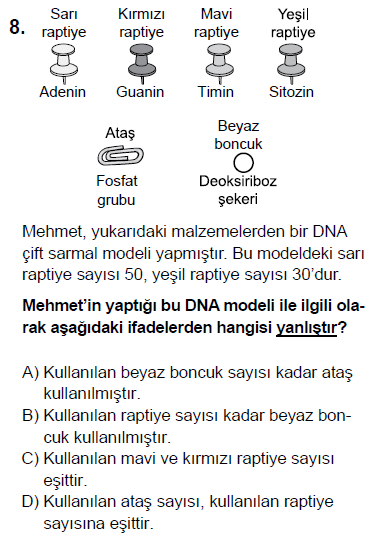 8.
Sarı raptiye
Kırmızı raptiye
Mavi raptiye
Yeşil raptiye
Adenin
Guanin
Timin
Sitozin
Ataş
Beyaz boncuk
Fosfat grubu
Deoksiriboz şekeri
Mehmet, yukarıdaki malzemelerden bir DNA
çift sarmal modeli yapmıştır. Bu modeldeki sarı
raptiye sayısı 50, yeşil raptiye sayısı 30’dur.
Mehmet’in yaptığı bu DNA modeli ile ilgili ola-
rak aşağıdaki ifadelerden hangisi yanlıştır?
A) Kullanılan beyaz boncuk sayısı kadar ataş
kullanılmıştır.
B) Kullanılan raptiye sayısı kadar beyaz bon-
cuk kullanılmıştır.
C) Kullanılan mavi ve kırmızı raptiye sayısı
eşittir.
D) Kullanılan ataş sayısı, kullanılan raptiye
sayısına eşittir.